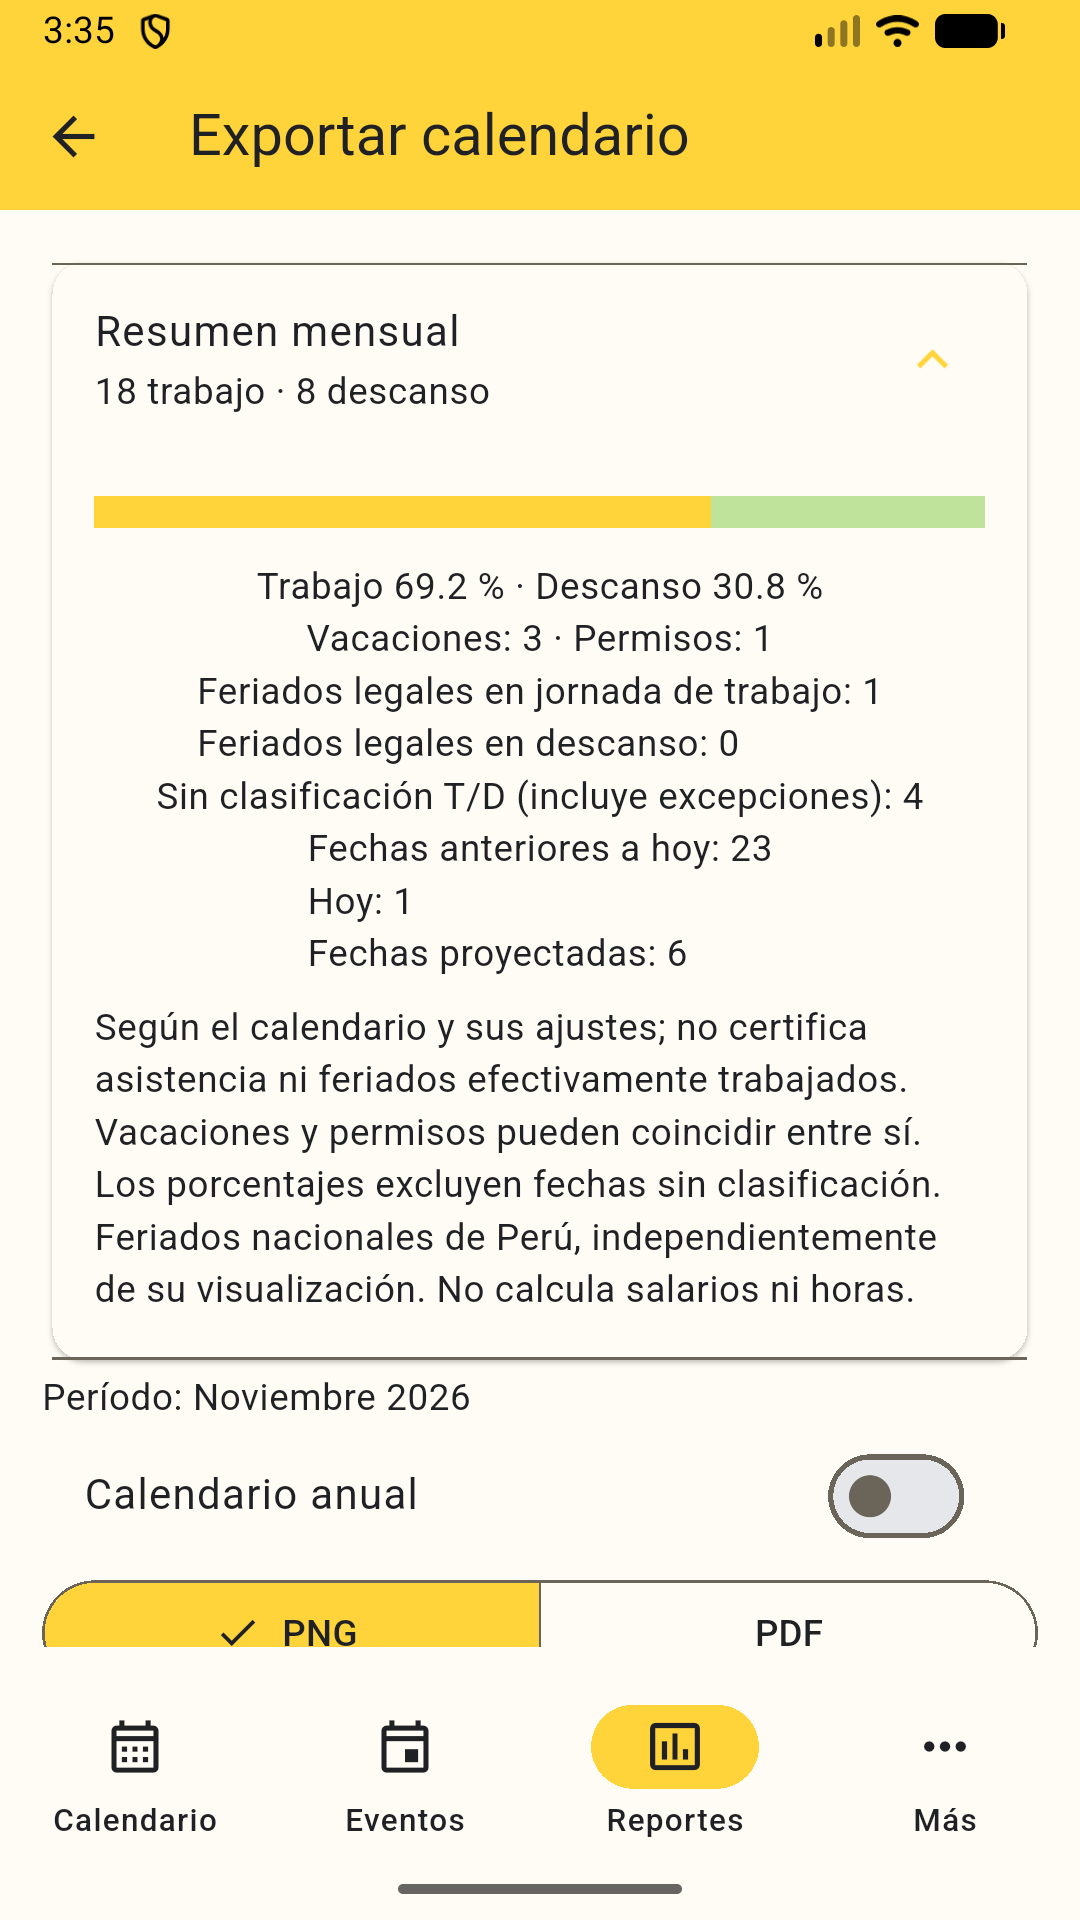 3:35
Exportar calendario
Resumen mensual
18 trabajo · 8 descanso
Trabajo 69.2 % · Descanso 30.8 %
Vacaciones: 3 · Permisos: 1
Feriados legales en jornada de trabajo: 1
Feriados legales en descanso: 0
Sin clasificación T/D (incluye excepciones): 4
Fechas anteriores a hoy: 23
Hoy: 1
Fechas proyectadas: 6
Según el calendario y sus ajustes; no certifica
asistencia ni feriados efectivamente trabajados.
Vacaciones y permisos pueden coincidir entre sí.
Los porcentajes excluyen fechas sin clasificación.
Feriados nacionales de Perú, independientemente
de su visualización. No calcula salarios ni horas.
Período: Noviembre 2026
Calendario anual
PNG
PDF
Calendario
Eventos
Reportes
Más